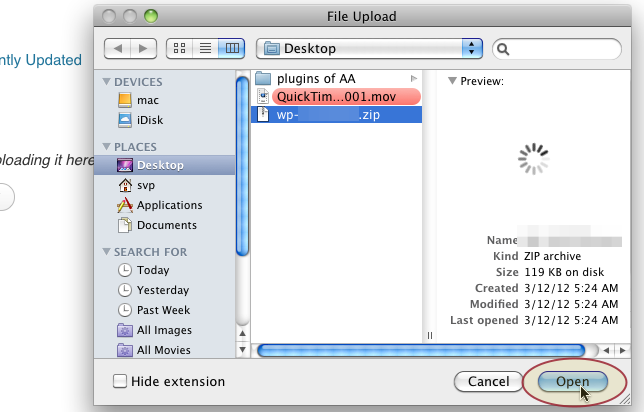 File Upload
Desktop
ntly Updated
DEVICES
mac
iDisk
PLACES
Desktop
svp
Applications
Documents
SEARCH FOR
Today
Yesterday
Past Week
All Images
All Movies
ploading it here
plugins of AA
QuickTim...001.mov
wp- .zip
Preview:
Name
Kind ZIP archive
Size 119 KB on disk
Created 3/12/12 5:24 AM
Modified 3/12/12 5:24 AM
Last opened 3/12/12 5:24 AM
Hide extension
Cancel
Open